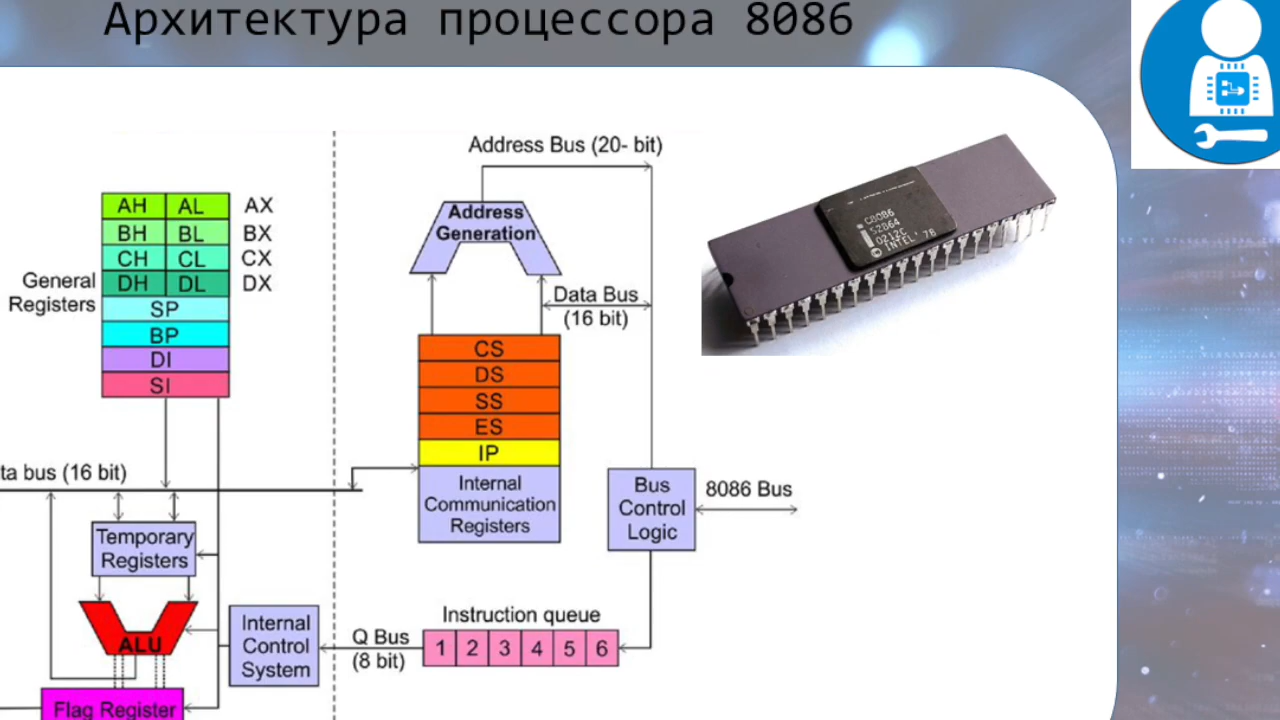 Архитектура процессора 8086
Address Bus (20- bit)
AH AL AX
BH BL BX
CH CL CX
DH DL DX
General
Registers
SP
BP
DI
SI
Address
Generation
Data Bus
(16 bit)
CS
DS
SS
ES
IP
Internal
Communication
Registers
C8086
S2864
0212C
© INTEL '78
ta bus (16 bit)
Bus
Control
Logic
8086 Bus
Temporary
Registers
ALU
Internal
Control
System
Q Bus
(8 bit)
Instruction queue
1 2 3 4 5 6
Flag Register